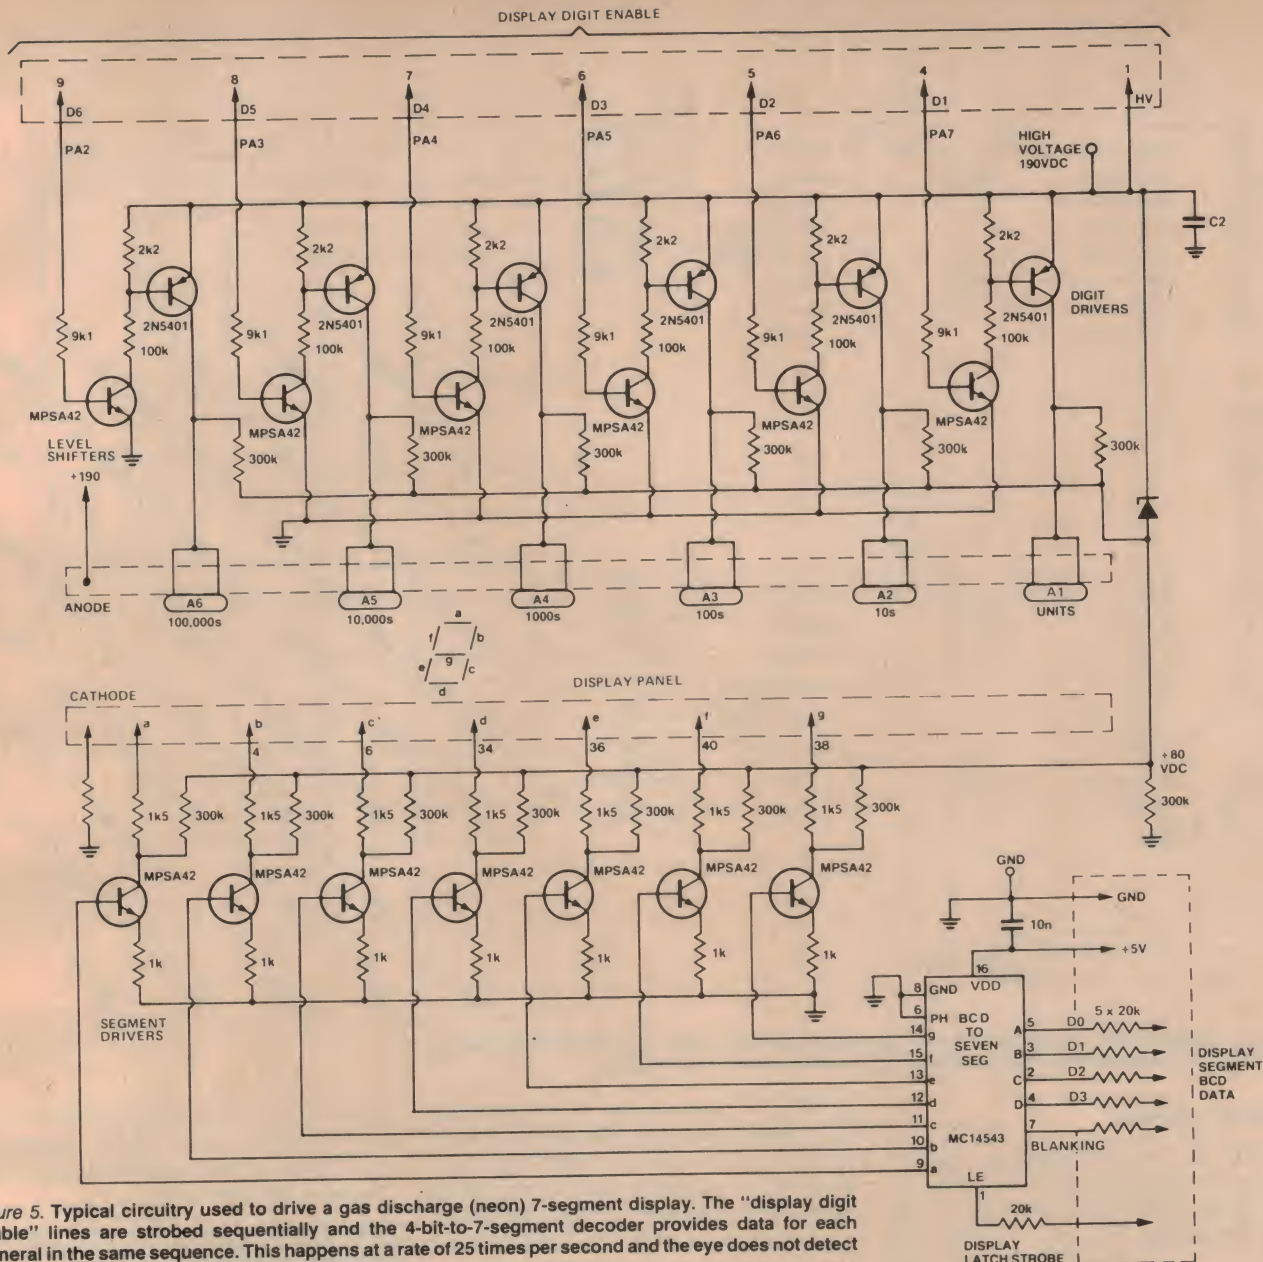 DISPLAY DIGIT ENABLE
9 8 7 6 5 4 1
D6 D5 D4 D3 D2 D1 HV
PA2 PA3 PA4 PA5 PA6 PA7
HIGH
VOLTAGE
190VDC
C2
2k2 2k2 2k2 2k2 2k2 2k2
2N5401 2N5401 2N5401 2N5401 2N5401 2N5401
DIGIT
DRIVERS
9k1 9k1 9k1 9k1 9k1 9k1
100k 100k 100k 100k 100k 100k
MPSA42 MPSA42 MPSA42 MPSA42 MPSA42 MPSA42
LEVEL
SHIFTERS
300k 300k 300k 300k 300k 300k
+190
ANODE
A6 A5 A4 A3 A2 A1
100,000s 10,000s 1000s 100s 10s UNITS
a
f b
g
e c
d
DISPLAY PANEL
CATHODE
a b c d e f g
4 6 34 36 40 38
+80
VDC
300k
1k5 300k 1k5 300k 1k5 300k 1k5 300k 1k5 300k 1k5 300k 1k5 300k
MPSA42 MPSA42 MPSA42 MPSA42 MPSA42 MPSA42 MPSA42
1k 1k 1k 1k 1k 1k 1k
SEGMENT
DRIVERS
GND
GND
10n
+5V
16
VDD
8 GND
6 PH BCD
TO
SEVEN
SEG
14 g
15 f
13 e
12 d
11 c
10 b
9 a
MC14543
A 5 D0 5 x 20k
B 3 D1
C 2 D2
D 4 D3
7
BLANKING
DISPLAY
SEGMENT
BCD
DATA
LE
1
20k
DISPLAY
LATCH STROBE
ure 5. Typical circuitry used to drive a gas discharge (neon) 7-segment display. The "display digit
ble" lines are strobed sequentially and the 4-bit-to-7-segment decoder provides data for each
neral in the same sequence. This happens at a rate of 25 times per second and the eye does not detect